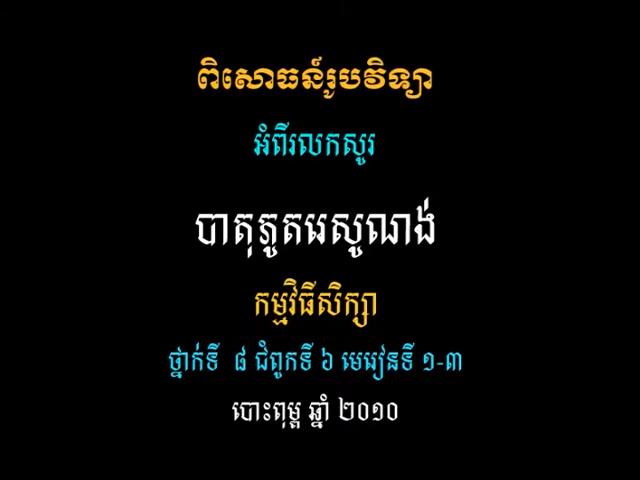 ពិសោធន៍រូបវិទ្យា
អំពីរលកសូរ
បាតុភូតរេសូណង់
កម្មវិធីសិក្សា
ថ្នាក់ទី ៨ ជំពូកទី ៦ មេរៀនទី ១-៣
បោះពុម្ព ឆ្នាំ ២០១០